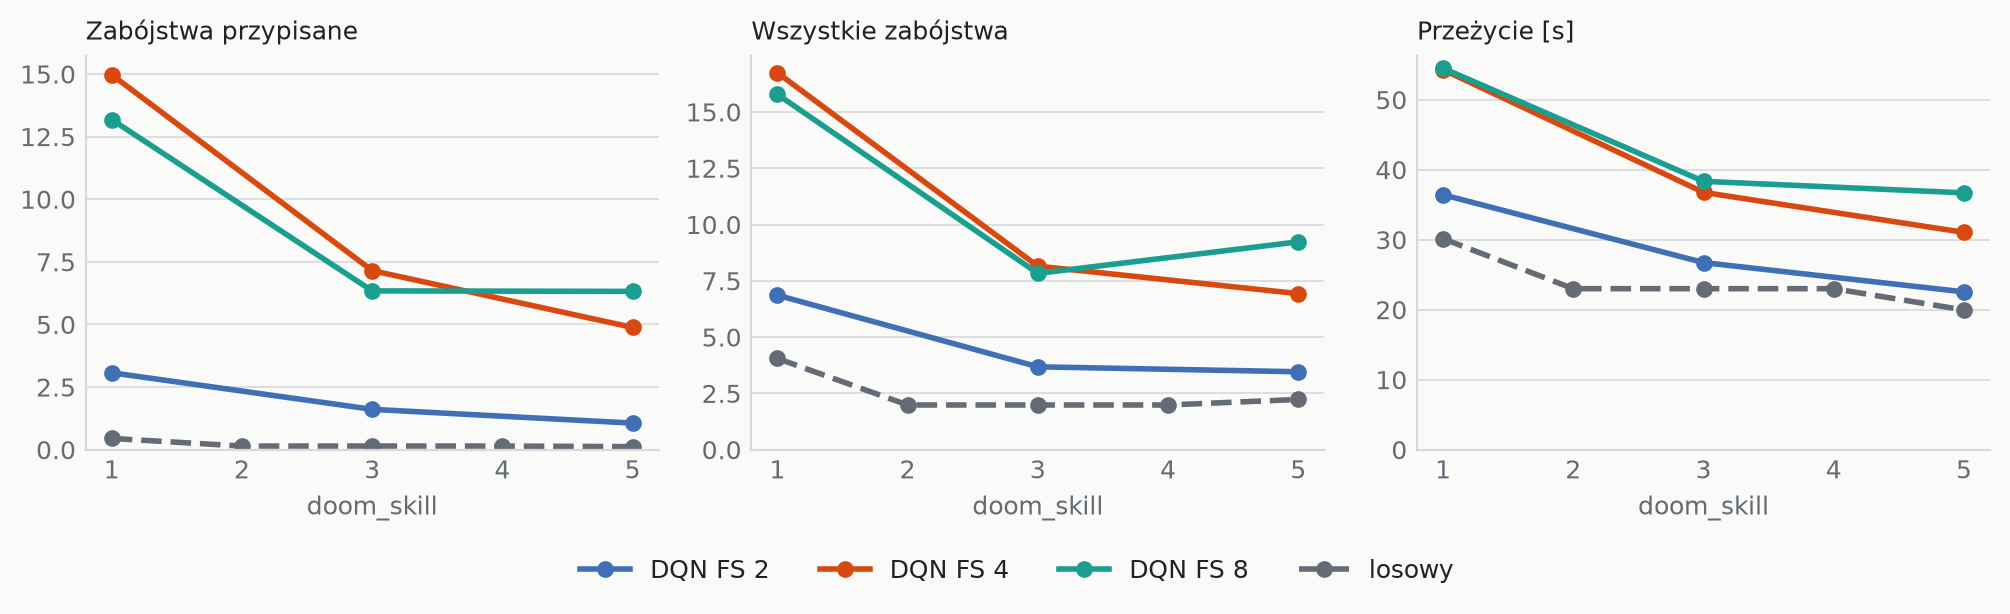 Zabójstwa przypisane
15.0
12.5
10.0
7.5
5.0
2.5
0.0
1 2 3 4 5
doom_skill
Wszystkie zabójstwa
15.0
12.5
10.0
7.5
5.0
2.5
0.0
1 2 3 4 5
doom_skill
Przeżycie [s]
50
40
30
20
10
0
1 2 3 4 5
doom_skill
DQN FS 2 DQN FS 4 DQN FS 8 losowy